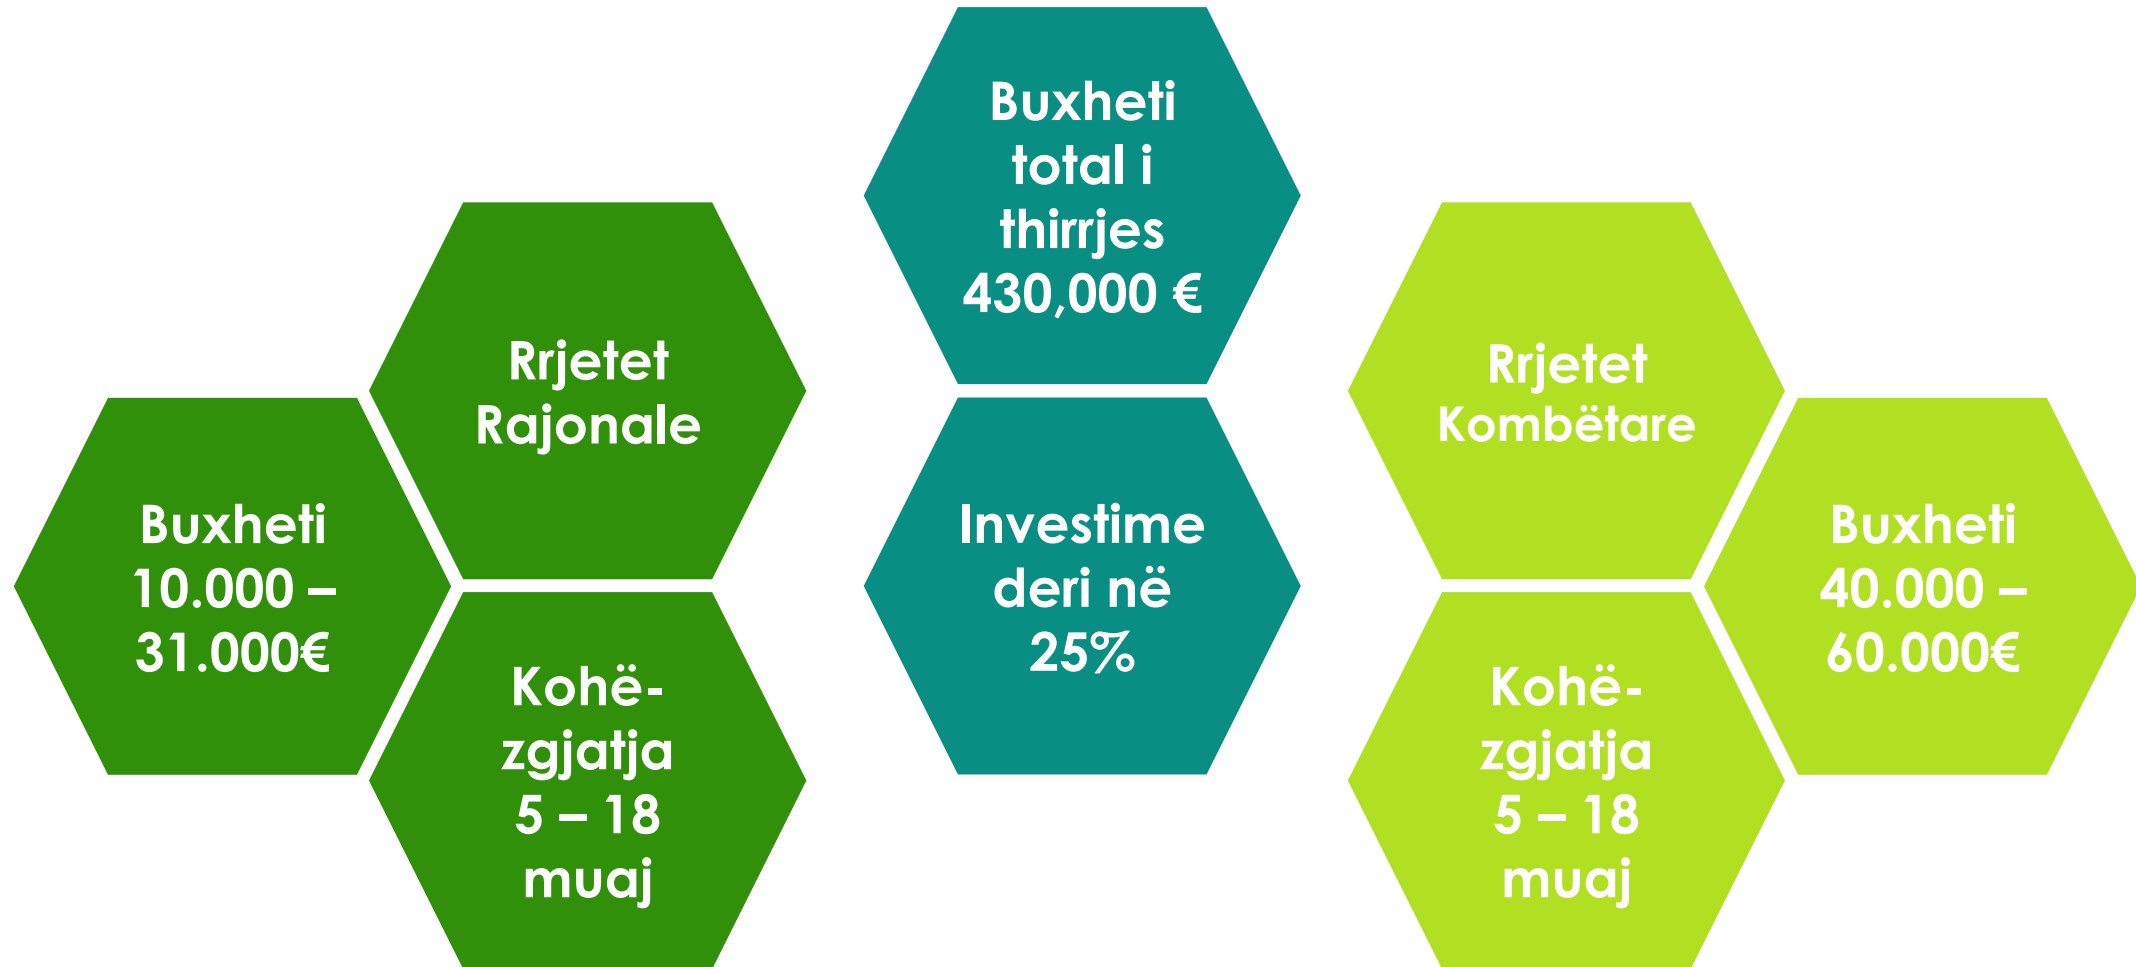 Buxheti
total i
thirrjes
430,000 €
Investime
deri në
25%
Rrjetet
Rajonale
Buxheti
10.000 –
31.000€
Kohë-
zgjatja
5 – 18
muaj
Rrjetet
Kombëtare
Buxheti
40.000 –
60.000€
Kohë-
zgjatja
5 – 18
muaj